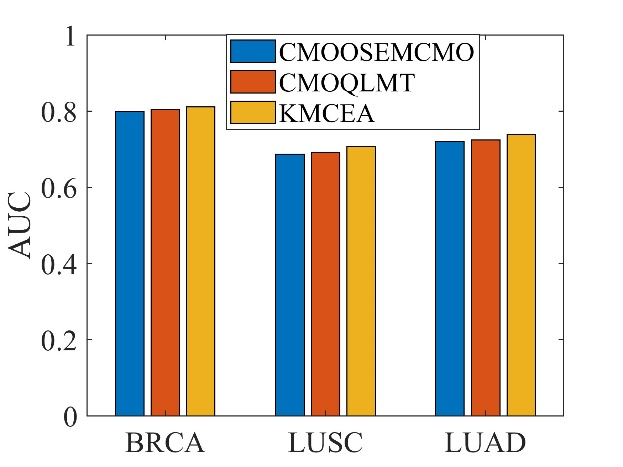 CMOOSEMCMO
CMOQLMT
KMCEA
AUC
1
0.8
0.6
0.4
0.2
0
BRCA LUSC LUAD